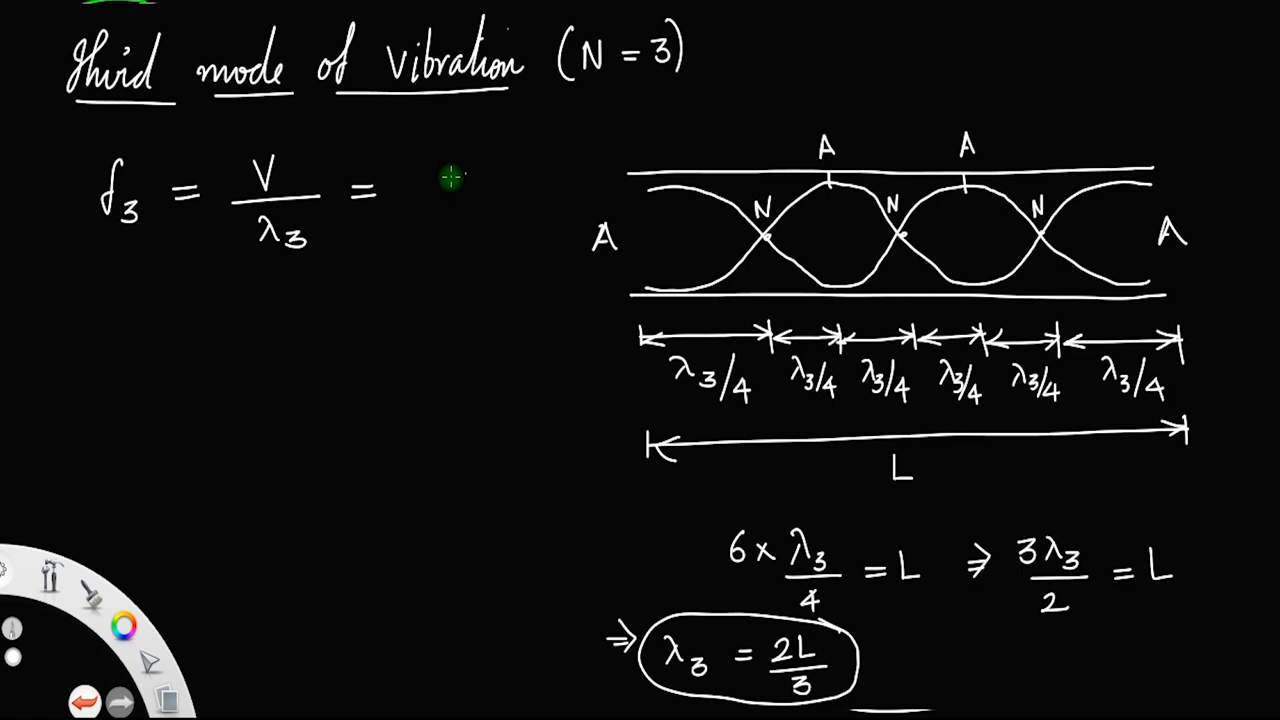 Third mode of vibration (N = 3)
f₃ = V/λ₃ =
A A
N N N
A A
λ₃/4 λ₃/4 λ₃/4 λ₃/4 λ₃/4 λ₃/4
L
6 × λ₃/4 = L ⇒ 3λ₃/2 = L
⇒ λ₃ = 2L/3